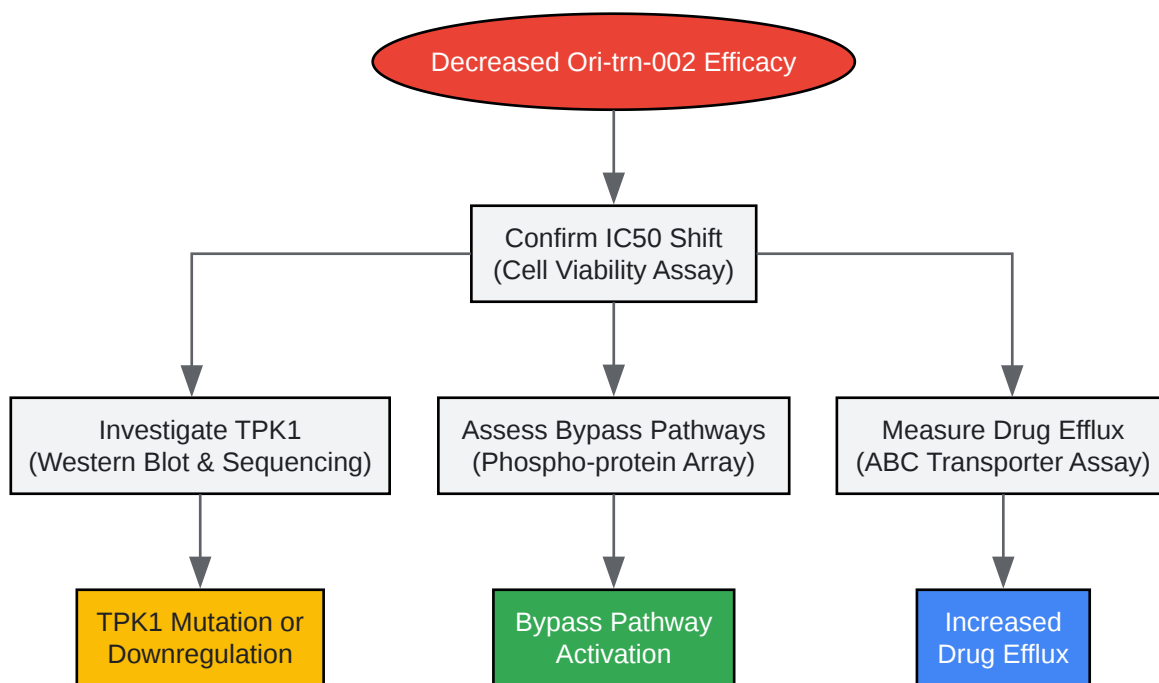 Decreased Ori-trn-002 Efficacy
Confirm IC50 Shift
(Cell Viability Assay)
Investigate TPK1
(Western Blot & Sequencing)
Assess Bypass Pathways
(Phospho-protein Array)
Measure Drug Efflux
(ABC Transporter Assay)
TPK1 Mutation or
Downregulation
Bypass Pathway
Activation
Increased
Drug Efflux